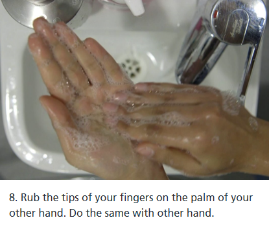 8. Rub the tips of your fingers on the palm of your
other hand. Do the same with other hand.